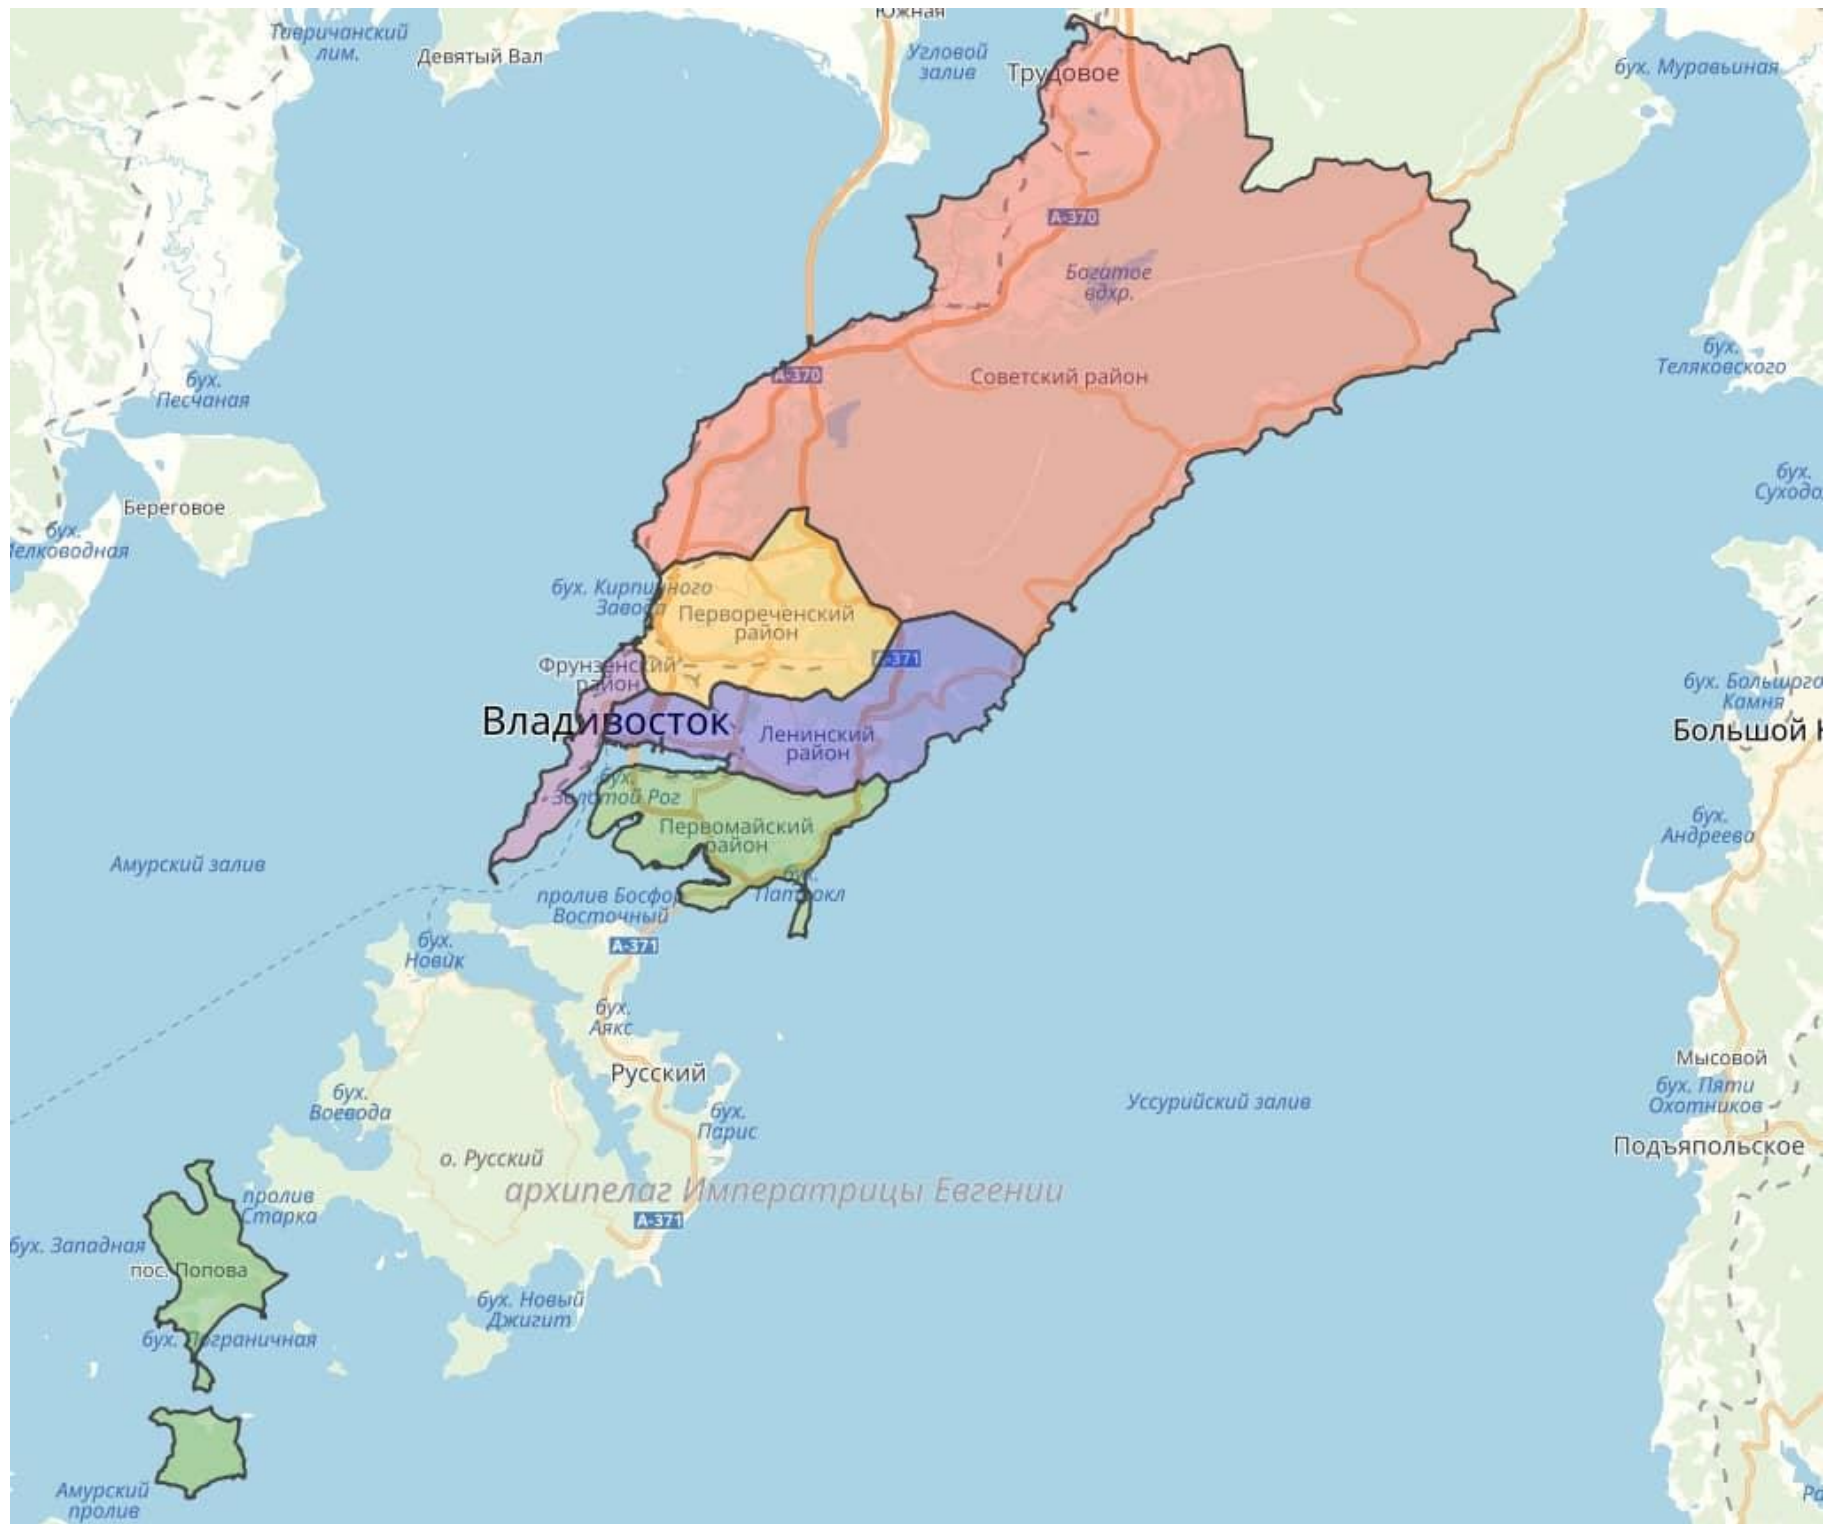 Южная
Тавричанский
лим.
Девятый Вал
Угловой
залив
Трудовое
бух. Муравьиная
А-370
Богатое
вдхр.
бух.
Песчаная
А-370
Советский район
бух.
Теляковского
Береговое
бух.
бух.
бух. Кирпичного
Завода
Первореченский
район
А-371
Фрунзенский
район
Владивосток
Ленинский
район
бух. Большого
Камня
Большой
бух.
Золотой Рог
Первомайский
район
бух.
Андреева
Амурский залив
пролив Босфор
Восточный
бух.
Патрокл
бух.
Новик
А-371
бух.
Аякс
Русский
Мысовой
бух.
Воевода
бух.
Парис
Уссурийский залив
бух. Пяти
Охотников
о. Русский
Подъяпольское
архипелаг Императрицы Евгении
пролив
Старка
А-371
бух. Западная
пос. Попова
бух. Новый
Джигит
бух. Пограничная
Амурский
пролив